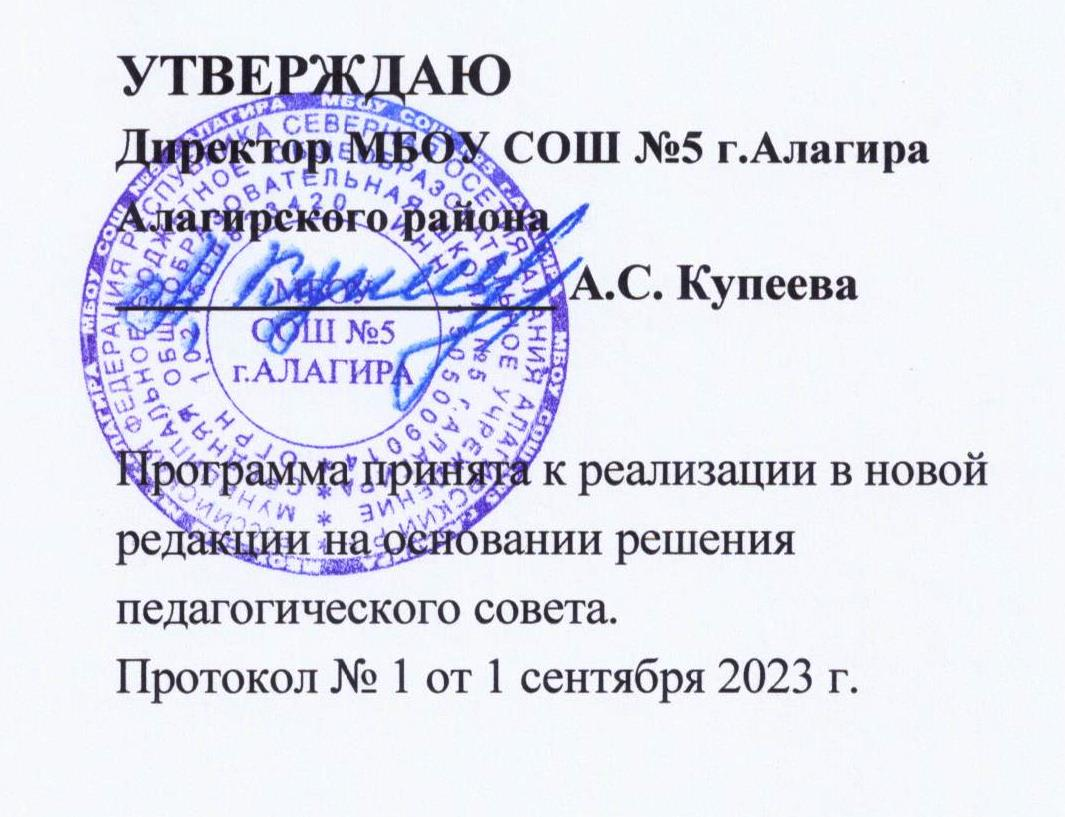 УТВЕРЖДАЮ
Директор МБОУ СОШ №5 г.Алагира
Алагирского района
А.С. Купеева
МБОУ
СОШ №5
г.АЛАГИРА
Программа принята к реализации в новой
редакции на основании решения
педагогического совета.
Протокол № 1 от 1 сентября 2023 г.